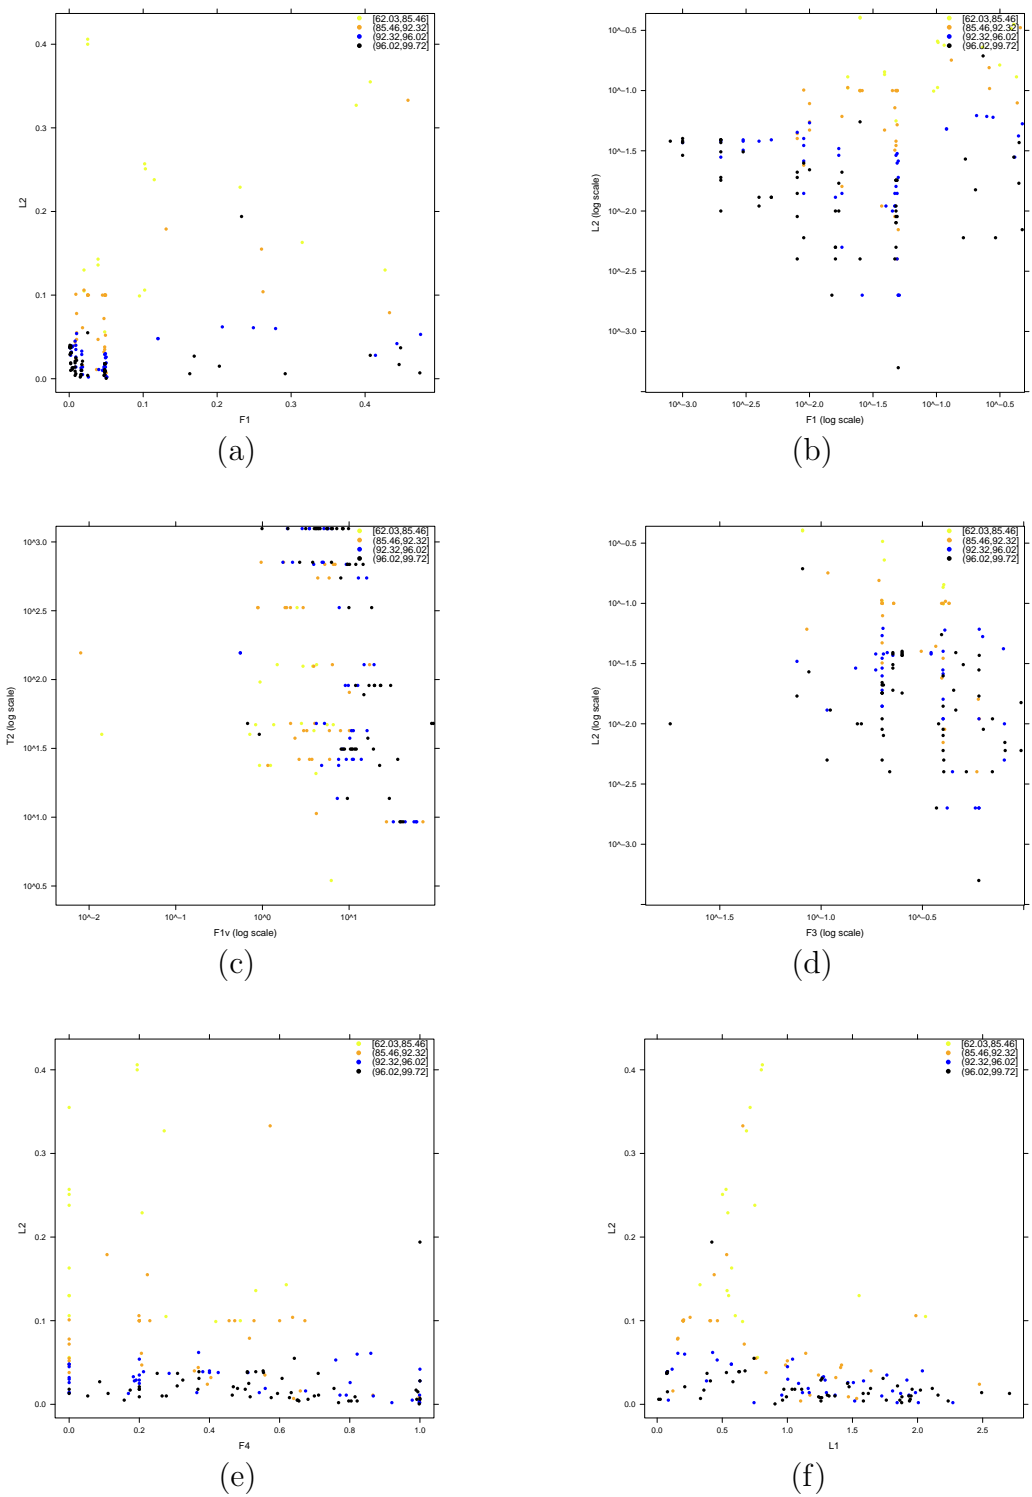 [62.03,85.46]
(85.46,92.32]
(92.32,96.02]
(96.02,99.72]
0.4
0.3
0.2
0.1
0.0
L2
0.0 0.1 0.2 0.3 0.4
F1
(a)
[62.03,85.46]
(85.46,92.32]
(92.32,96.02]
(96.02,99.72]
10^−0.5
10^−1.0
10^−1.5
10^−2.0
10^−2.5
10^−3.0
L2 (log scale)
10^−3.0 10^−2.0 10^−1.5 10^−1.0 10^−0.5
F1 (log scale)
(b)
[62.03,85.46]
(85.46,92.32]
(92.32,96.02]
(96.02,99.72]
10^3.0
10^2.5
10^2.0
10^1.5
10^1.0
10^0.5
T2 (log scale)
10^−2 10^−1 10^0 10^1
F1v (log scale)
(c)
[62.03,85.46]
(85.46,92.32]
(92.32,96.02]
(96.02,99.72]
10^−0.5
10^−1.0
10^−1.5
10^−2.0
10^−2.5
10^−3.0
L2 (log scale)
10^−1.5 10^−1.0 10^−0.5
F3 (log scale)
(d)
[62.03,85.46]
(85.46,92.32]
(92.32,96.02]
(96.02,99.72]
0.4
0.3
0.2
0.1
0.0
L2
0.0 0.2 0.4 0.6 0.8 1.0
F4
(e)
[62.03,85.46]
(85.46,92.32]
(92.32,96.02]
(96.02,99.72]
0.4
0.3
0.2
0.1
0.0
L2
0.0 0.5 1.0 1.5 2.0 2.5
L1
(f)